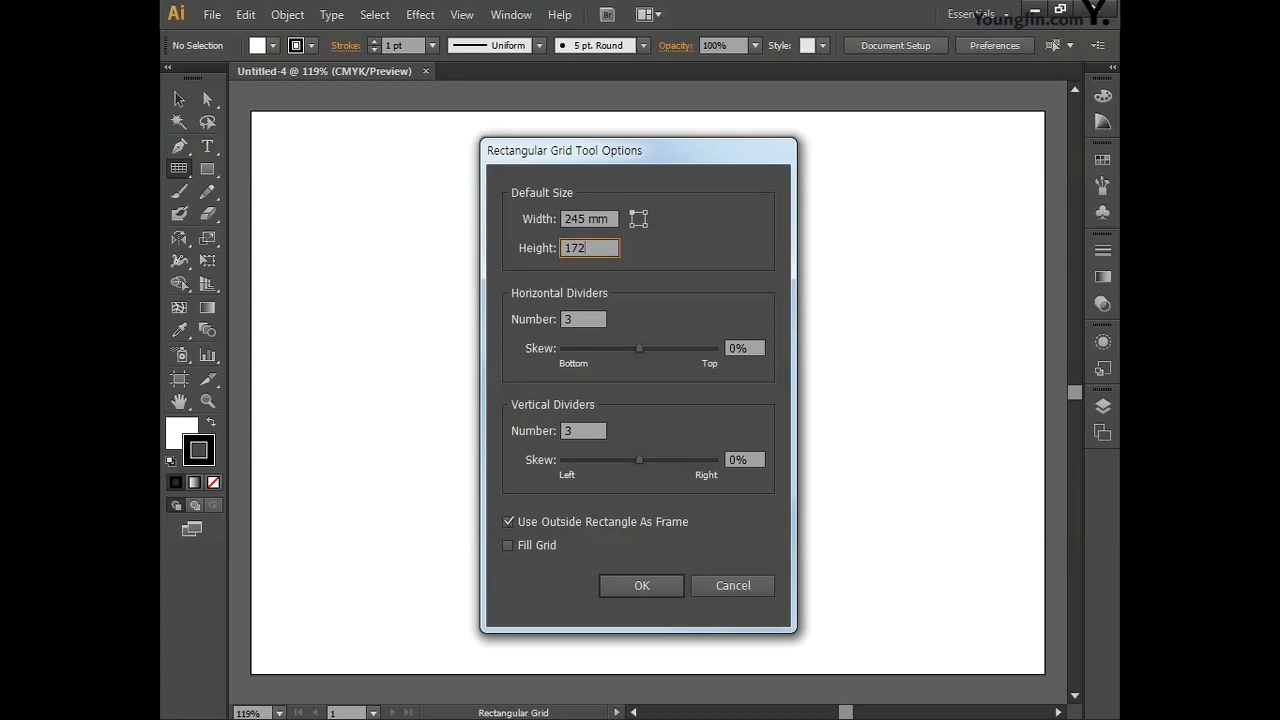 Ai File Edit Object Type Select Effect View Window Help Br Essentials
Youngjin.com Y.
No Selection Stroke: 1 pt Uniform 5 pt. Round Opacity: 100% Style: Document Setup Preferences
Untitled-4 @ 119% (CMYK/Preview) ×
Rectangular Grid Tool Options
Default Size
Width: 245 mm
Height: 172
Horizontal Dividers
Number: 3
Skew: 0%
Bottom Top
Vertical Dividers
Number: 3
Skew: 0%
Left Right
Use Outside Rectangle As Frame
Fill Grid
OK Cancel
119% 1 Rectangular Grid